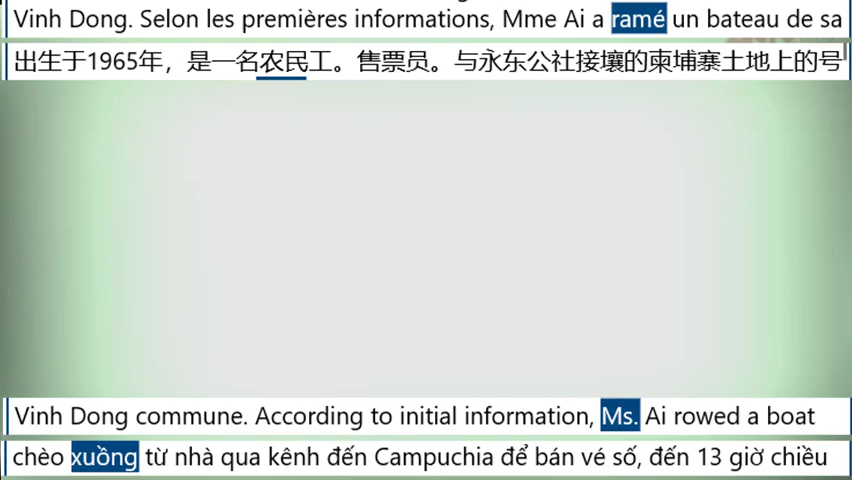 Vinh Dong. Selon les premières informations, Mme Ai a ramé un bateau de sa
出生于1965年，是一名农民工。售票员。与永东公社接壤的柬埔寨土地上的号
Vinh Dong commune. According to initial information, Ms. Ai rowed a boat
chèo xuồng từ nhà qua kênh đến Campuchia để bán vé số, đến 13 giờ chiều